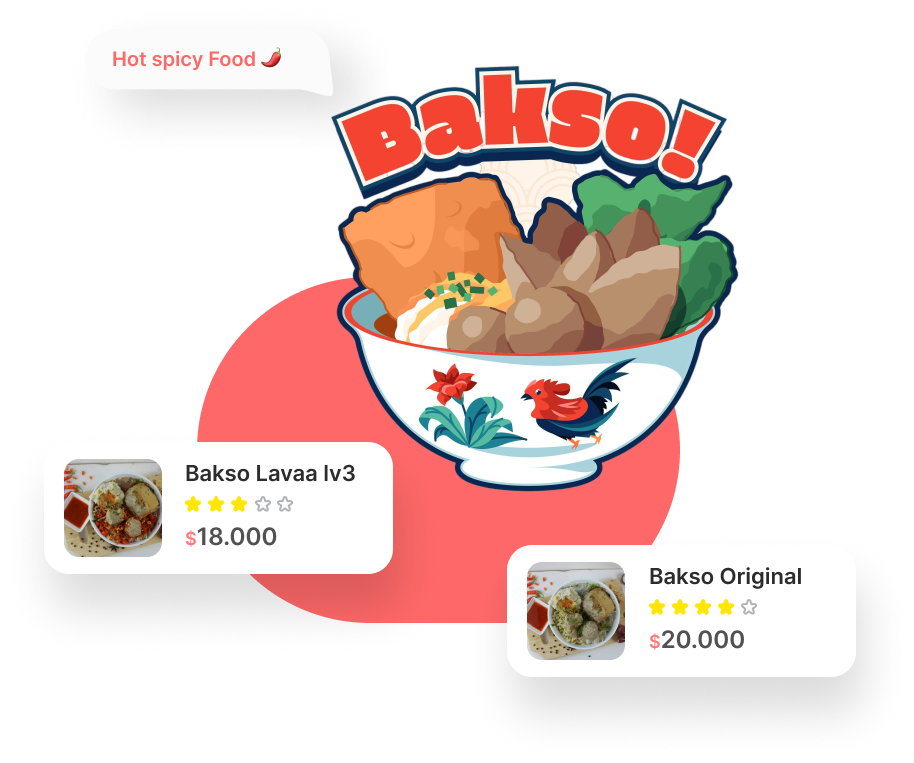 Hot spicy Food 🌶️
Bakso!
Bakso Lavaa lv3
$18.000
Bakso Original
$20.000